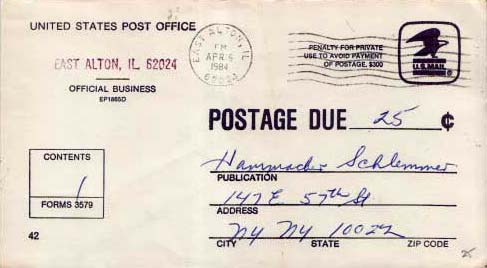 UNITED STATES POST OFFICE
EAST ALTON, IL 62024
OFFICIAL BUSINESS
EP1865D
EAST ALTON, IL
PM
APR 5
1984
62024
PENALTY FOR PRIVATE
USE TO AVOID PAYMENT
OF POSTAGE, $300
U.S. MAIL
POSTAGE DUE 25 ¢
CONTENTS
1
FORMS 3579
Hammacher Schlemmer
PUBLICATION
147 E 57th St
ADDRESS
NY NY 10022
CITY STATE ZIP CODE
42
25